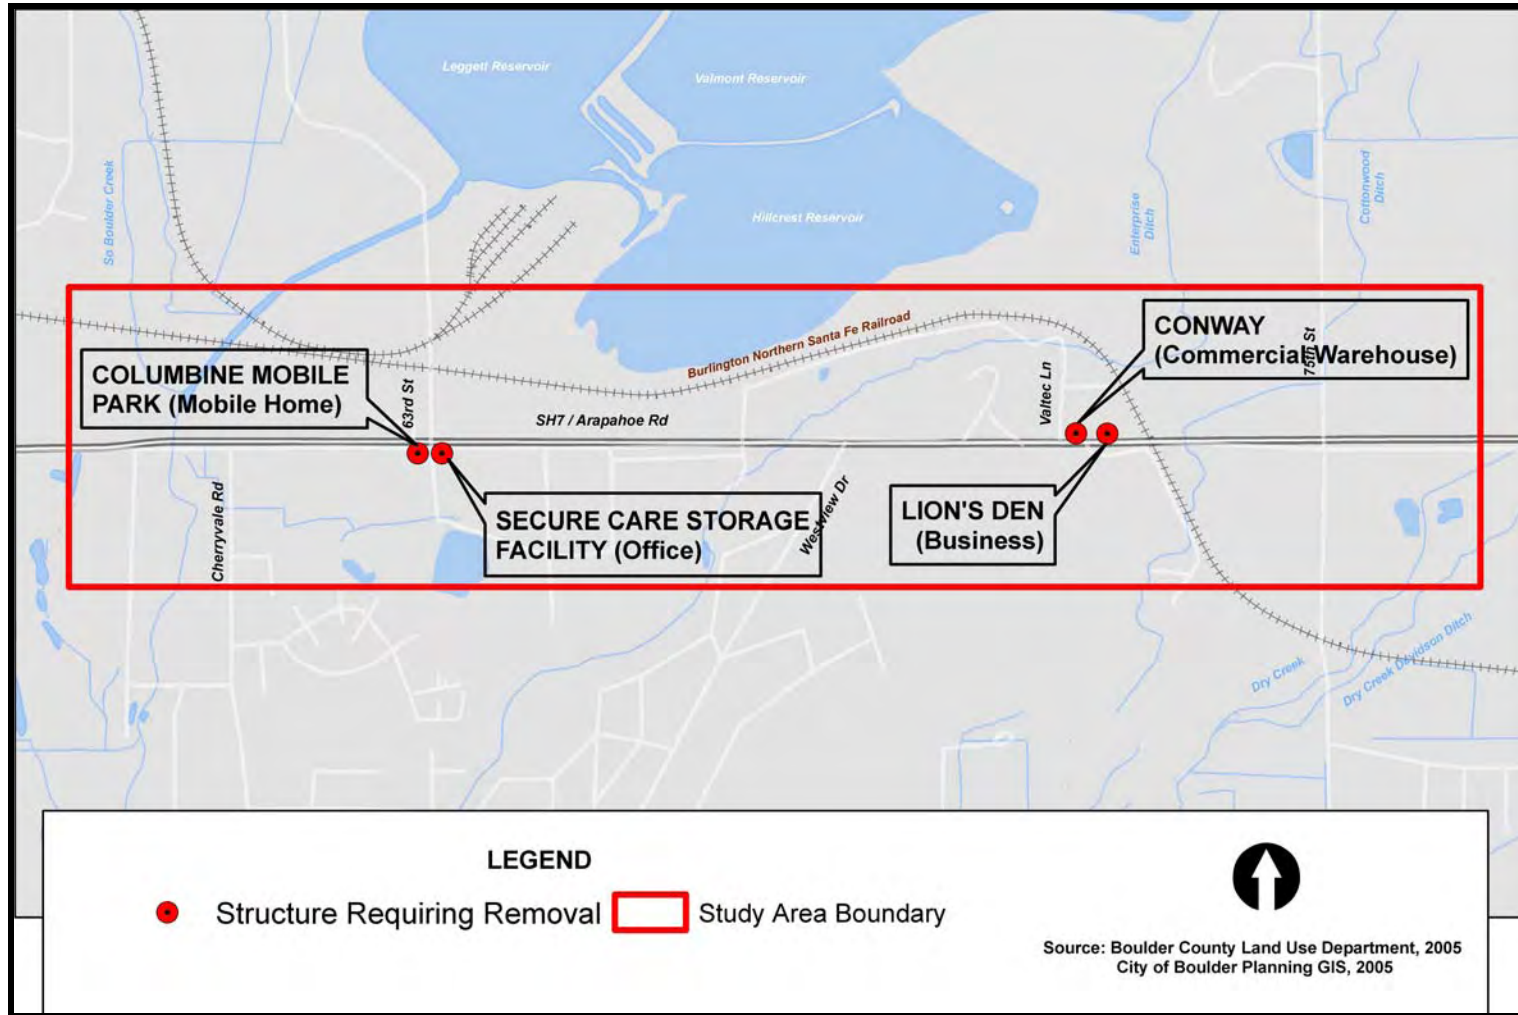 Leggett Reservoir
Valmont Reservoir
So Boulder Creek
Hillcrest Reservoir
Enterprise
Ditch
Cottonwood
Ditch
Burlington Northern Santa Fe Railroad
CONWAY
(Commercial Warehouse)
75th St
COLUMBINE MOBILE
PARK (Mobile Home)
63rd St
SH7 / Arapahoe Rd
Valtec Ln
Cherryvale Rd
SECURE CARE STORAGE
FACILITY (Office)
Westview Dr
LION'S DEN
(Business)
Dry Creek
Dry Creek Davidson Ditch
LEGEND
Structure Requiring Removal
Study Area Boundary
Source: Boulder County Land Use Department, 2005
City of Boulder Planning GIS, 2005